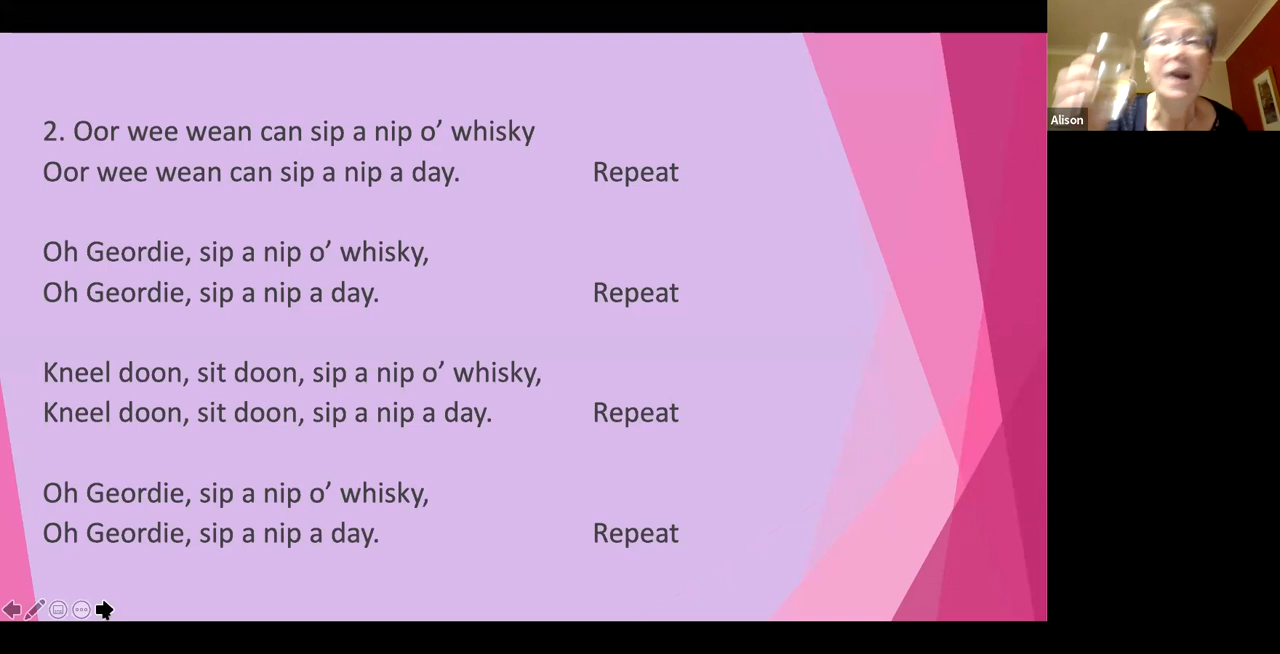 2. Oor wee wean can sip a nip o’ whisky
Oor wee wean can sip a nip a day. Repeat
Oh Geordie, sip a nip o’ whisky,
Oh Geordie, sip a nip a day. Repeat
Kneel doon, sit doon, sip a nip o’ whisky,
Kneel doon, sit doon, sip a nip a day. Repeat
Oh Geordie, sip a nip o’ whisky,
Oh Geordie, sip a nip a day. Repeat
Alison